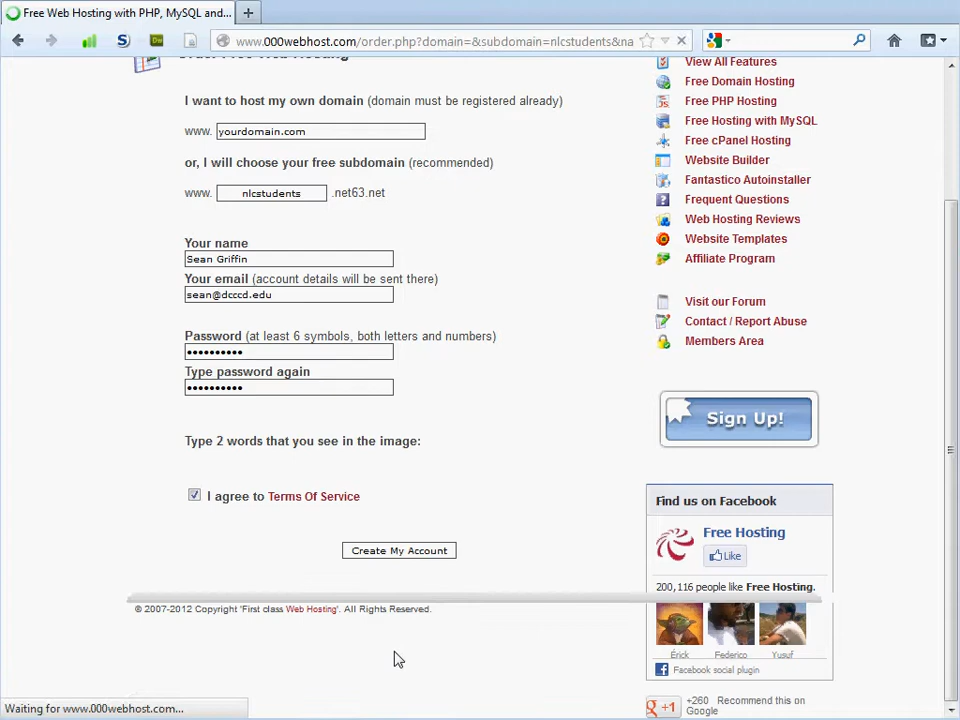 Free Web Hosting with PHP, MySQL and...
www.000webhost.com/order.php?domain=&subdomain=nlcstudents&na
Order Free Web Hosting
I want to host my own domain (domain must be registered already)
www. yourdomain.com
or, I will choose your free subdomain (recommended)
www. nlcstudents .net63.net
Your name
Sean Griffin
Your email (account details will be sent there)
sean@dcccd.edu
Password (at least 6 symbols, both letters and numbers)
••••••••••
Type password again
••••••••••
Type 2 words that you see in the image:
I agree to Terms Of Service
Create My Account
© 2007-2012 Copyright 'First class Web Hosting'. All Rights Reserved.
View All Features
Free Domain Hosting
Free PHP Hosting
Free Hosting with MySQL
Free cPanel Hosting
Website Builder
Fantastico Autoinstaller
Frequent Questions
Web Hosting Reviews
Website Templates
Affiliate Program
Visit our Forum
Contact / Report Abuse
Members Area
Sign Up!
Find us on Facebook
Free Hosting
Like
200,116 people like Free Hosting.
Érick Federico Yusuf
Facebook social plugin
g +1 +260 Recommend this on
Google
Waiting for www.000webhost.com...